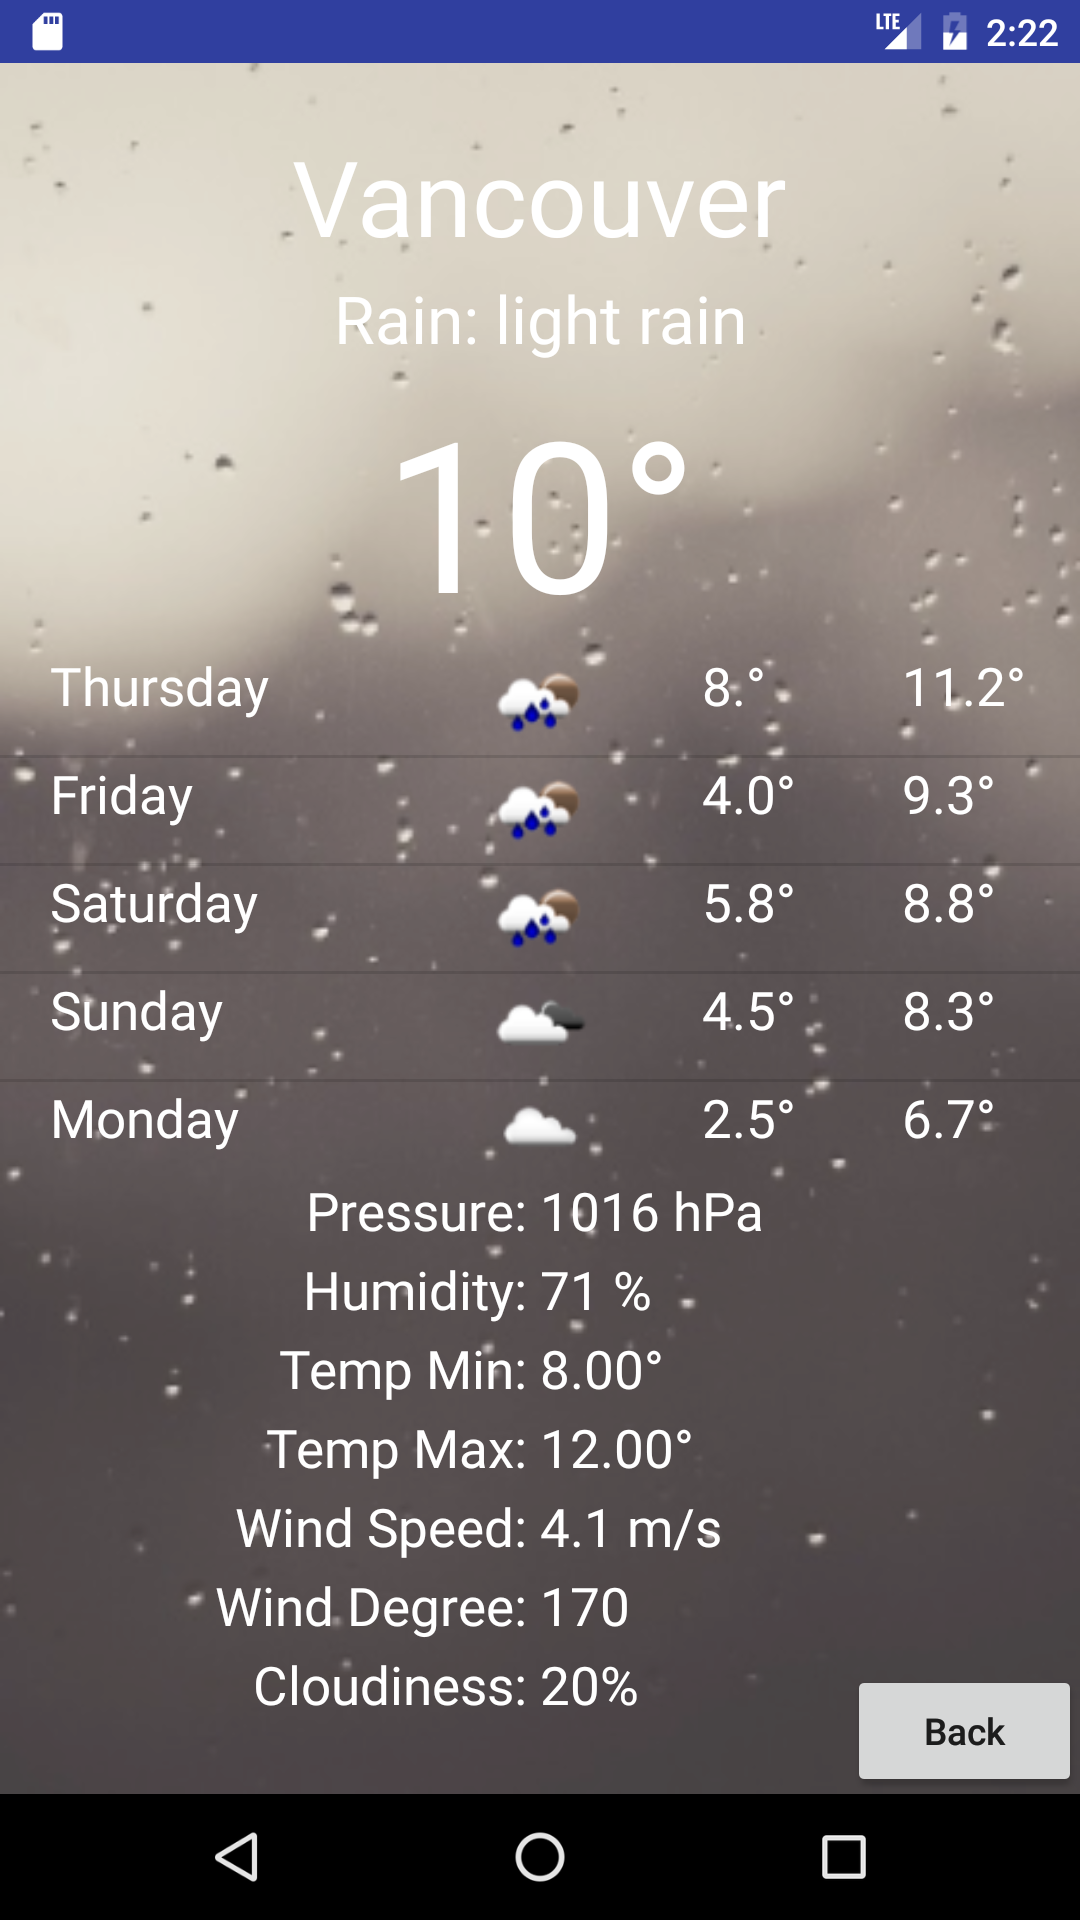 LTE 2:22
Vancouver
Rain: light rain
10°
Thursday 8.° 11.2°
Friday 4.0° 9.3°
Saturday 5.8° 8.8°
Sunday 4.5° 8.3°
Monday 2.5° 6.7°
Pressure: 1016 hPa
Humidity: 71 %
Temp Min: 8.00°
Temp Max: 12.00°
Wind Speed: 4.1 m/s
Wind Degree: 170
Cloudiness: 20%
Back